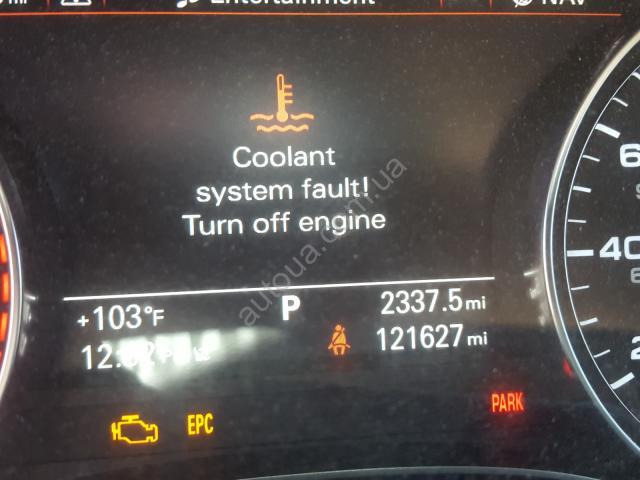 Entertainment
NAV
Coolant
system fault!
Turn off engine
+103°F
P
2337.5 mi
121627 mi
EPC
PARK
autoua.com.ua